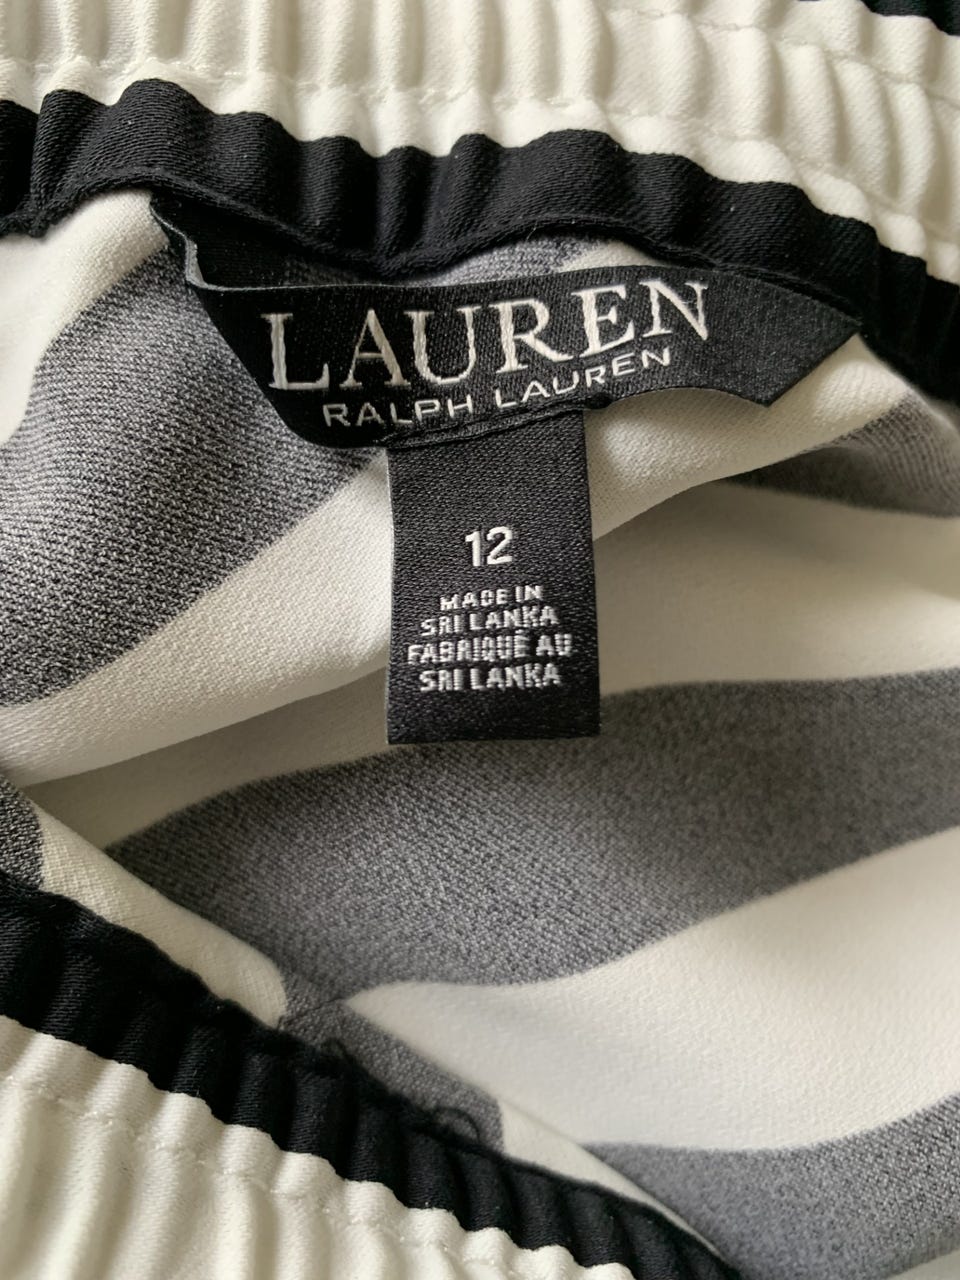 LAUREN
RALPH LAUREN
12
MADE IN
SRI LANKA
FABRIQUÉ AU
SRI LANKA